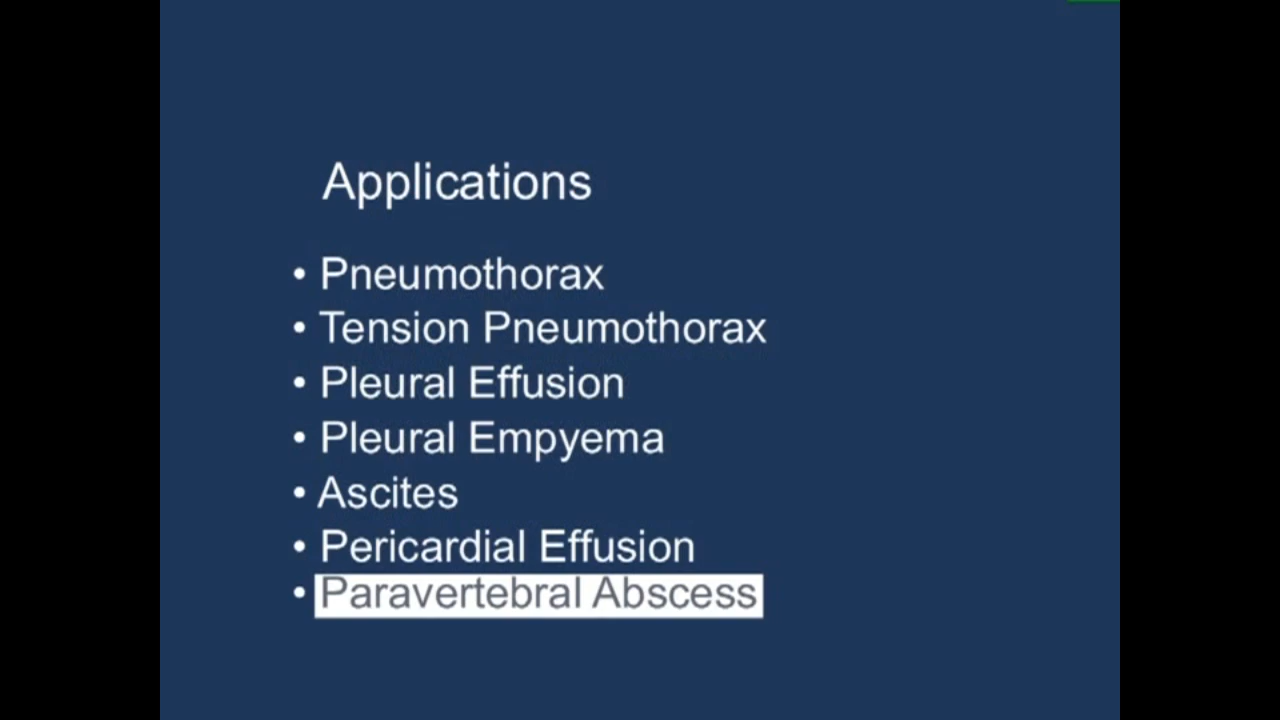 Applications
• Pneumothorax
• Tension Pneumothorax
• Pleural Effusion
• Pleural Empyema
• Ascites
• Pericardial Effusion
• Paravertebral Abscess